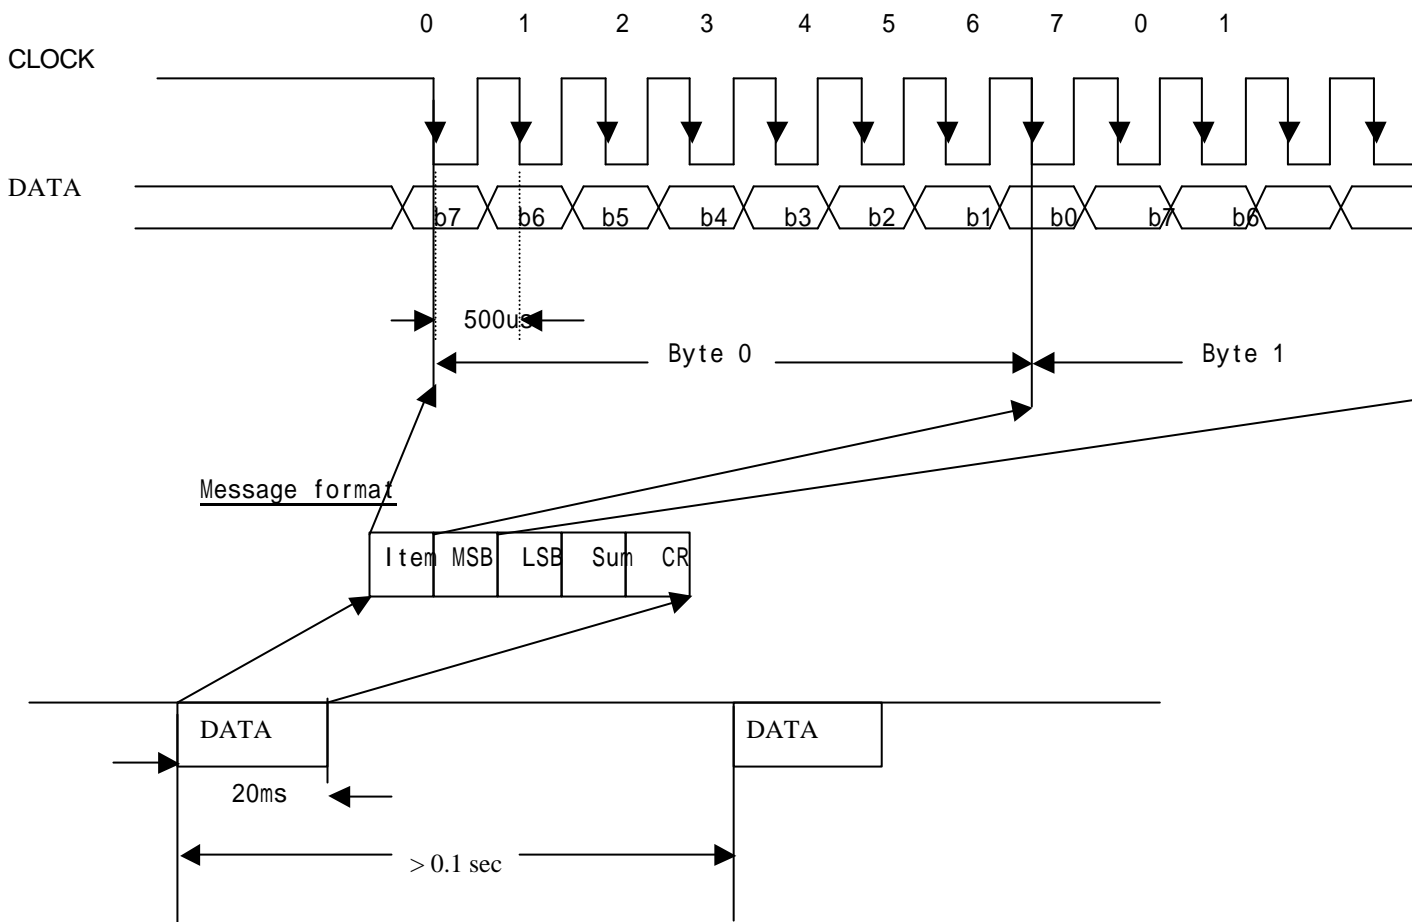 0 1 2 3 4 5 6 7 0 1
CLOCK
DATA
b7 b6 b5 b4 b3 b2 b1 b0 b7 b6
500us
Byte 0 Byte 1
Message format
Item MSB LSB Sum CR
DATA DATA
20ms
> 0.1 sec